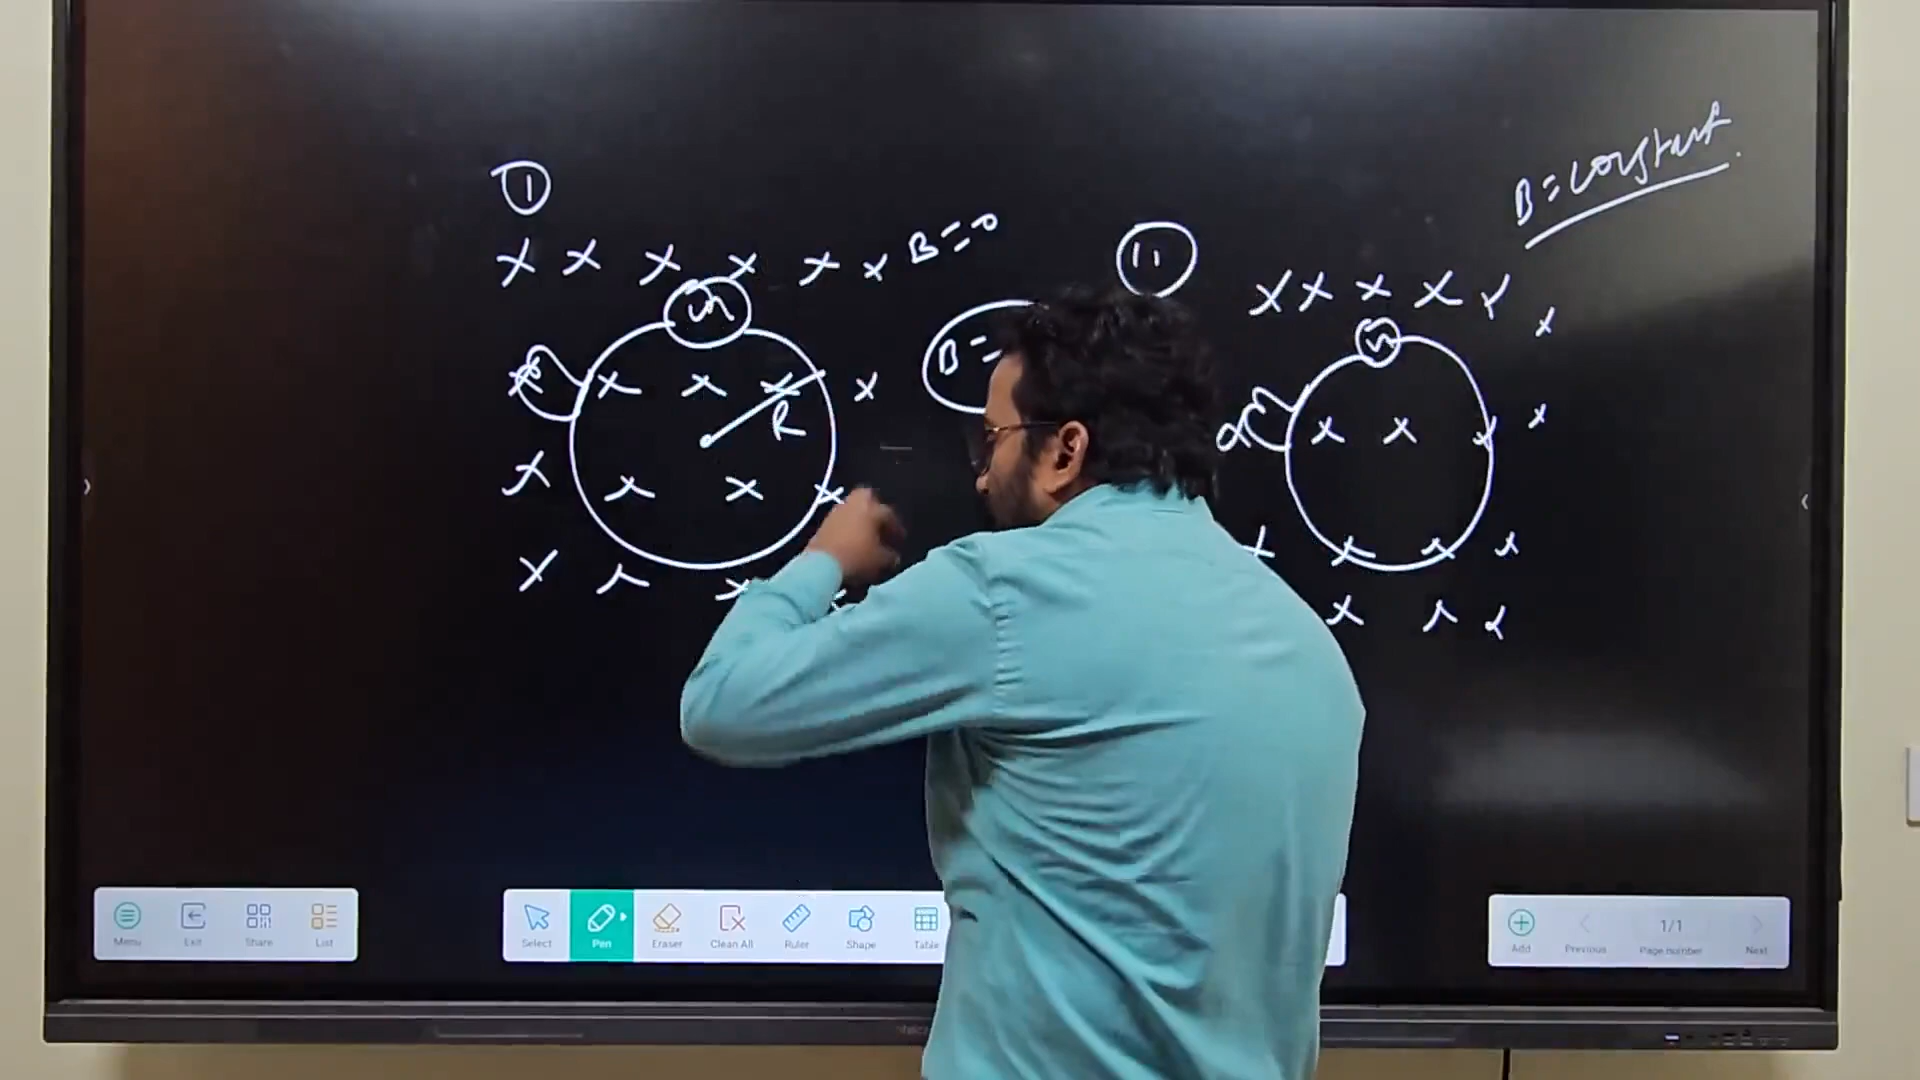 1
x x x x x x B = 0
x x x x x B =
R
x x x x
x x x x
B = constant
11
x x x x x x
x x x x
x x x x
x x x
Menu Exit Share List
Select Pen Eraser Clean All Ruler Shape Table
Add Previous 1/1 Page number Next